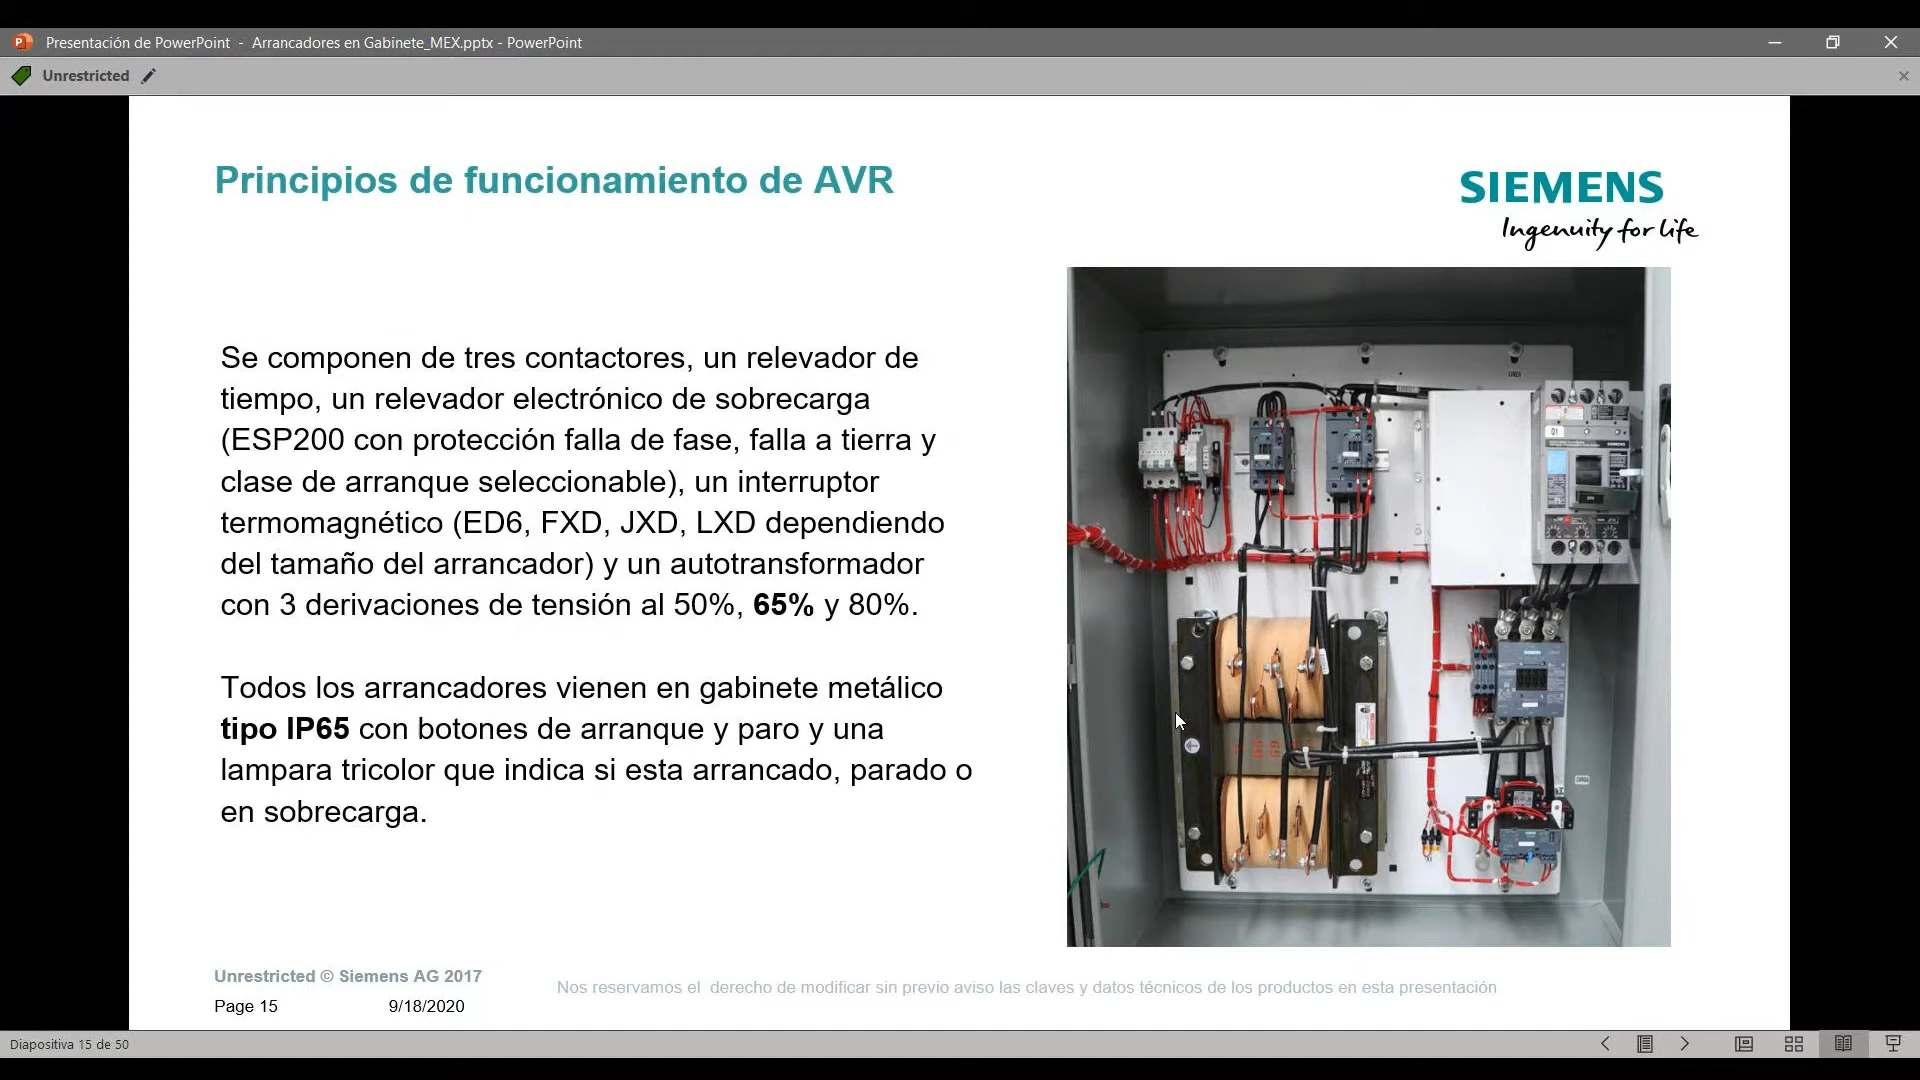 Presentación de PowerPoint - Arrancadores en Gabinete_MEX.pptx - PowerPoint
Unrestricted
Principios de funcionamiento de AVR
SIEMENS
Ingenuity for life
Se componen de tres contactores, un relevador de
tiempo, un relevador electrónico de sobrecarga
(ESP200 con protección falla de fase, falla a tierra y
clase de arranque seleccionable), un interruptor
termomagnético (ED6, FXD, JXD, LXD dependiendo
del tamaño del arrancador) y un autotransformador
con 3 derivaciones de tensión al 50%, 65% y 80%.
Todos los arrancadores vienen en gabinete metálico
tipo IP65 con botones de arranque y paro y una
lampara tricolor que indica si esta arrancado, parado o
en sobrecarga.
Unrestricted © Siemens AG 2017
Page 15 9/18/2020
Nos reservamos el derecho de modificar sin previo aviso las claves y datos técnicos de los productos en esta presentación
Diapositiva 15 de 50